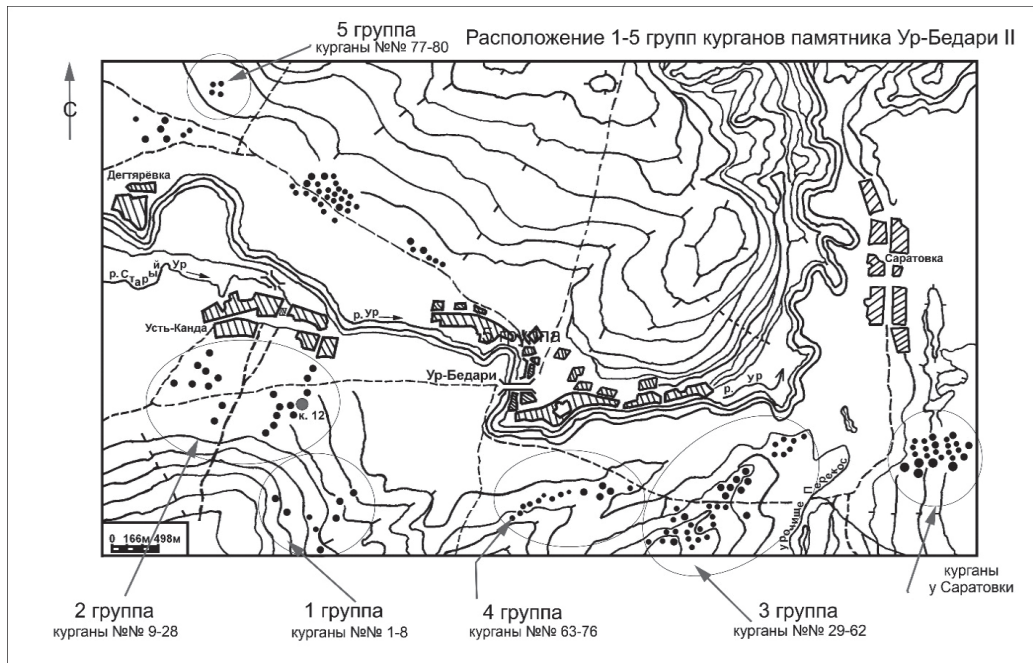 5 группа
курганы №№ 77-80
Расположение 1-5 групп курганов памятника Ур-Бедари II
С
Дегтярёвка
р. Старый Ур
Саратовка
Усть-Канда
р. Ур
5 группа
Ур-Бедари
р. Ур
к. 12
урочище Перекос
0 166м 498м
курганы
у Саратовки
2 группа
курганы №№ 9-28
1 группа
курганы №№ 1-8
4 группа
курганы №№ 63-76
3 группа
курганы №№ 29-62